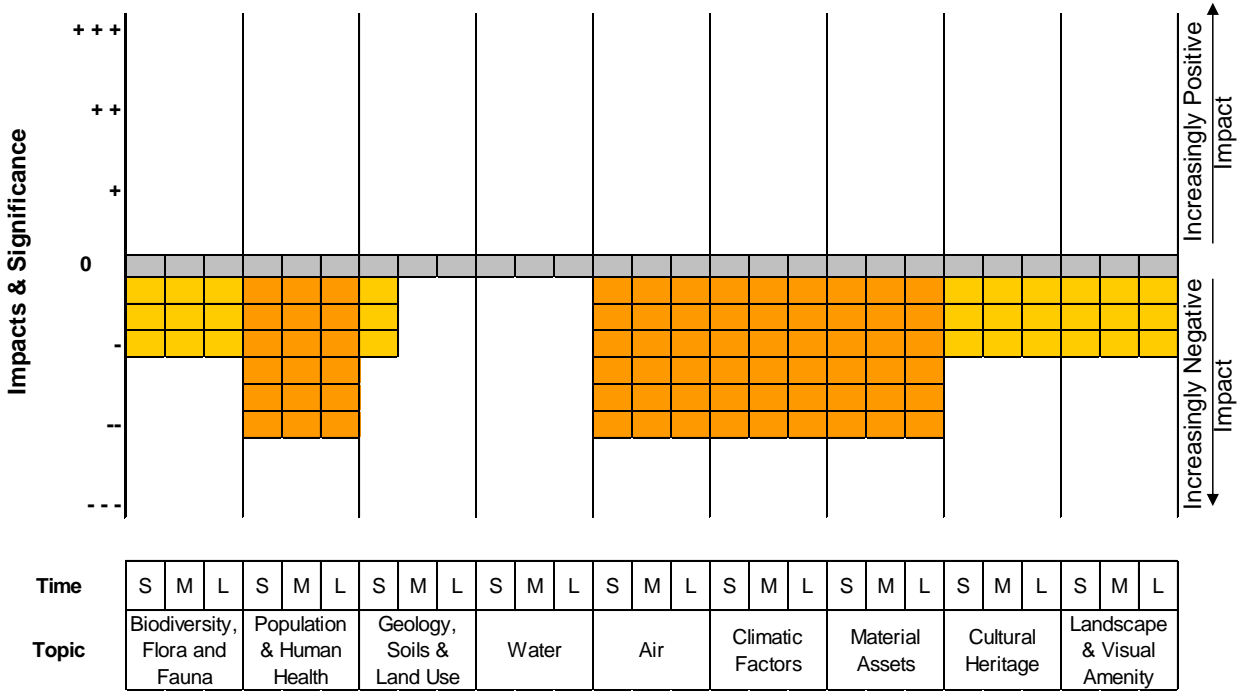 + + +
+ +
+
0
-
--
- - -
Impacts & Significance
Increasingly Positive
Impact
Increasingly Negative
Impact
Time S M L S M L S M L S M L S M L S M L S M L S M L S M L
Topic
Biodiversity,
Flora and
Fauna
Population
& Human
Health
Geology,
Soils &
Land Use
Water
Air
Climatic
Factors
Material
Assets
Cultural
Heritage
Landscape
& Visual
Amenity